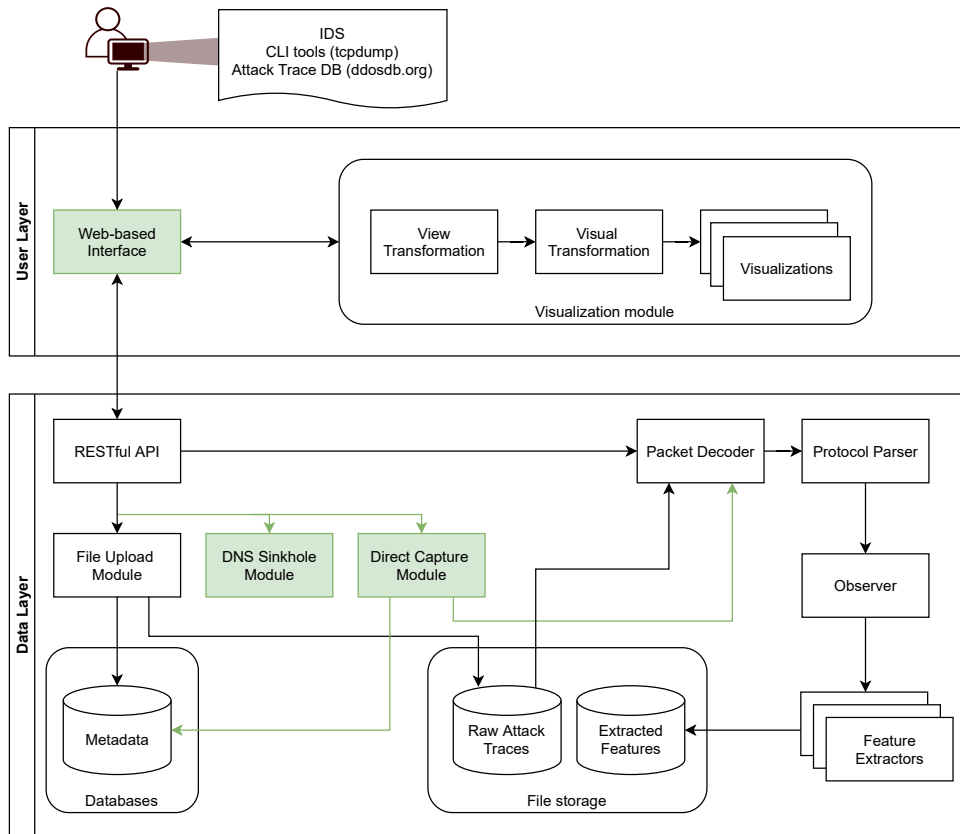 IDS
CLI tools (tcpdump)
Attack Trace DB (ddosdb.org)
User Layer
Web-based
Interface
View
Transformation
Visual
Transformation
Visualizations
Visualization module
Data Layer
RESTful API
Packet Decoder
Protocol Parser
File Upload
Module
DNS Sinkhole
Module
Direct Capture
Module
Observer
Metadata
Databases
Raw Attack
Traces
Extracted
Features
File storage
Feature
Extractors